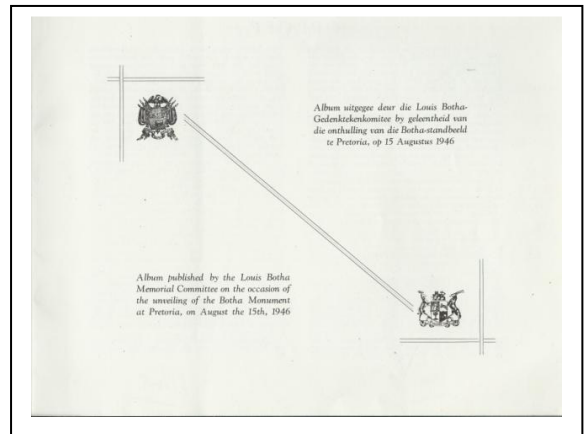 Album uitgegee deur die Louis Botha-
Gedenktekenkomitee by geleentheid van
die onthulling van die Botha-standbeeld
te Pretoria, op 15 Augustus 1946
Album published by the Louis Botha
Memorial Committee on the occasion of
the unveiling of the Botha Monument
at Pretoria, on August the 15th, 1946